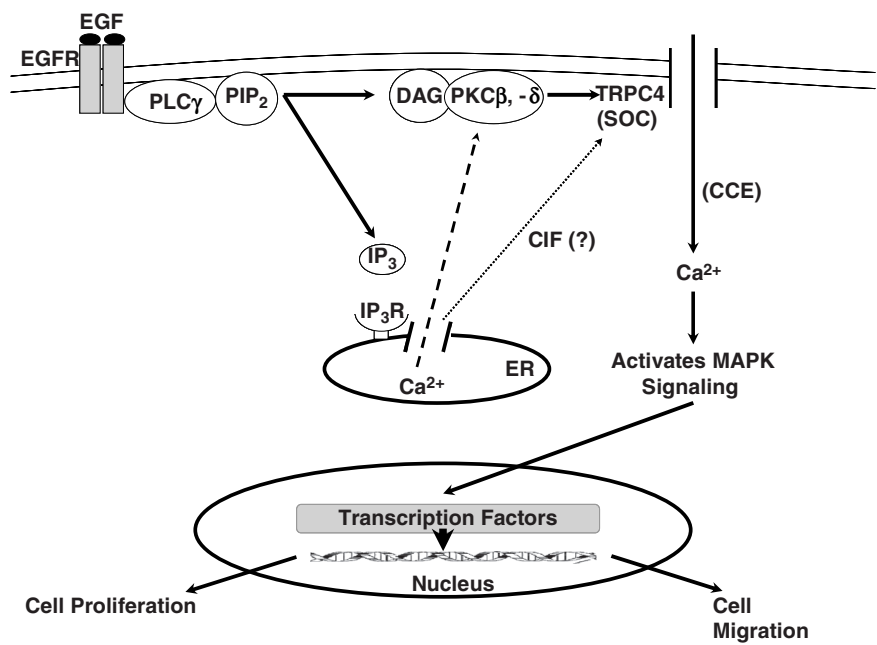 EGF
EGFR
PLCγ
PIP2
DAG
PKCβ, -δ
TRPC4
(SOC)
(CCE)
CIF (?)
IP3
Ca2+
IP3R
ER
Ca2+
Activates MAPK
Signaling
Transcription Factors
Nucleus
Cell Proliferation
Cell
Migration